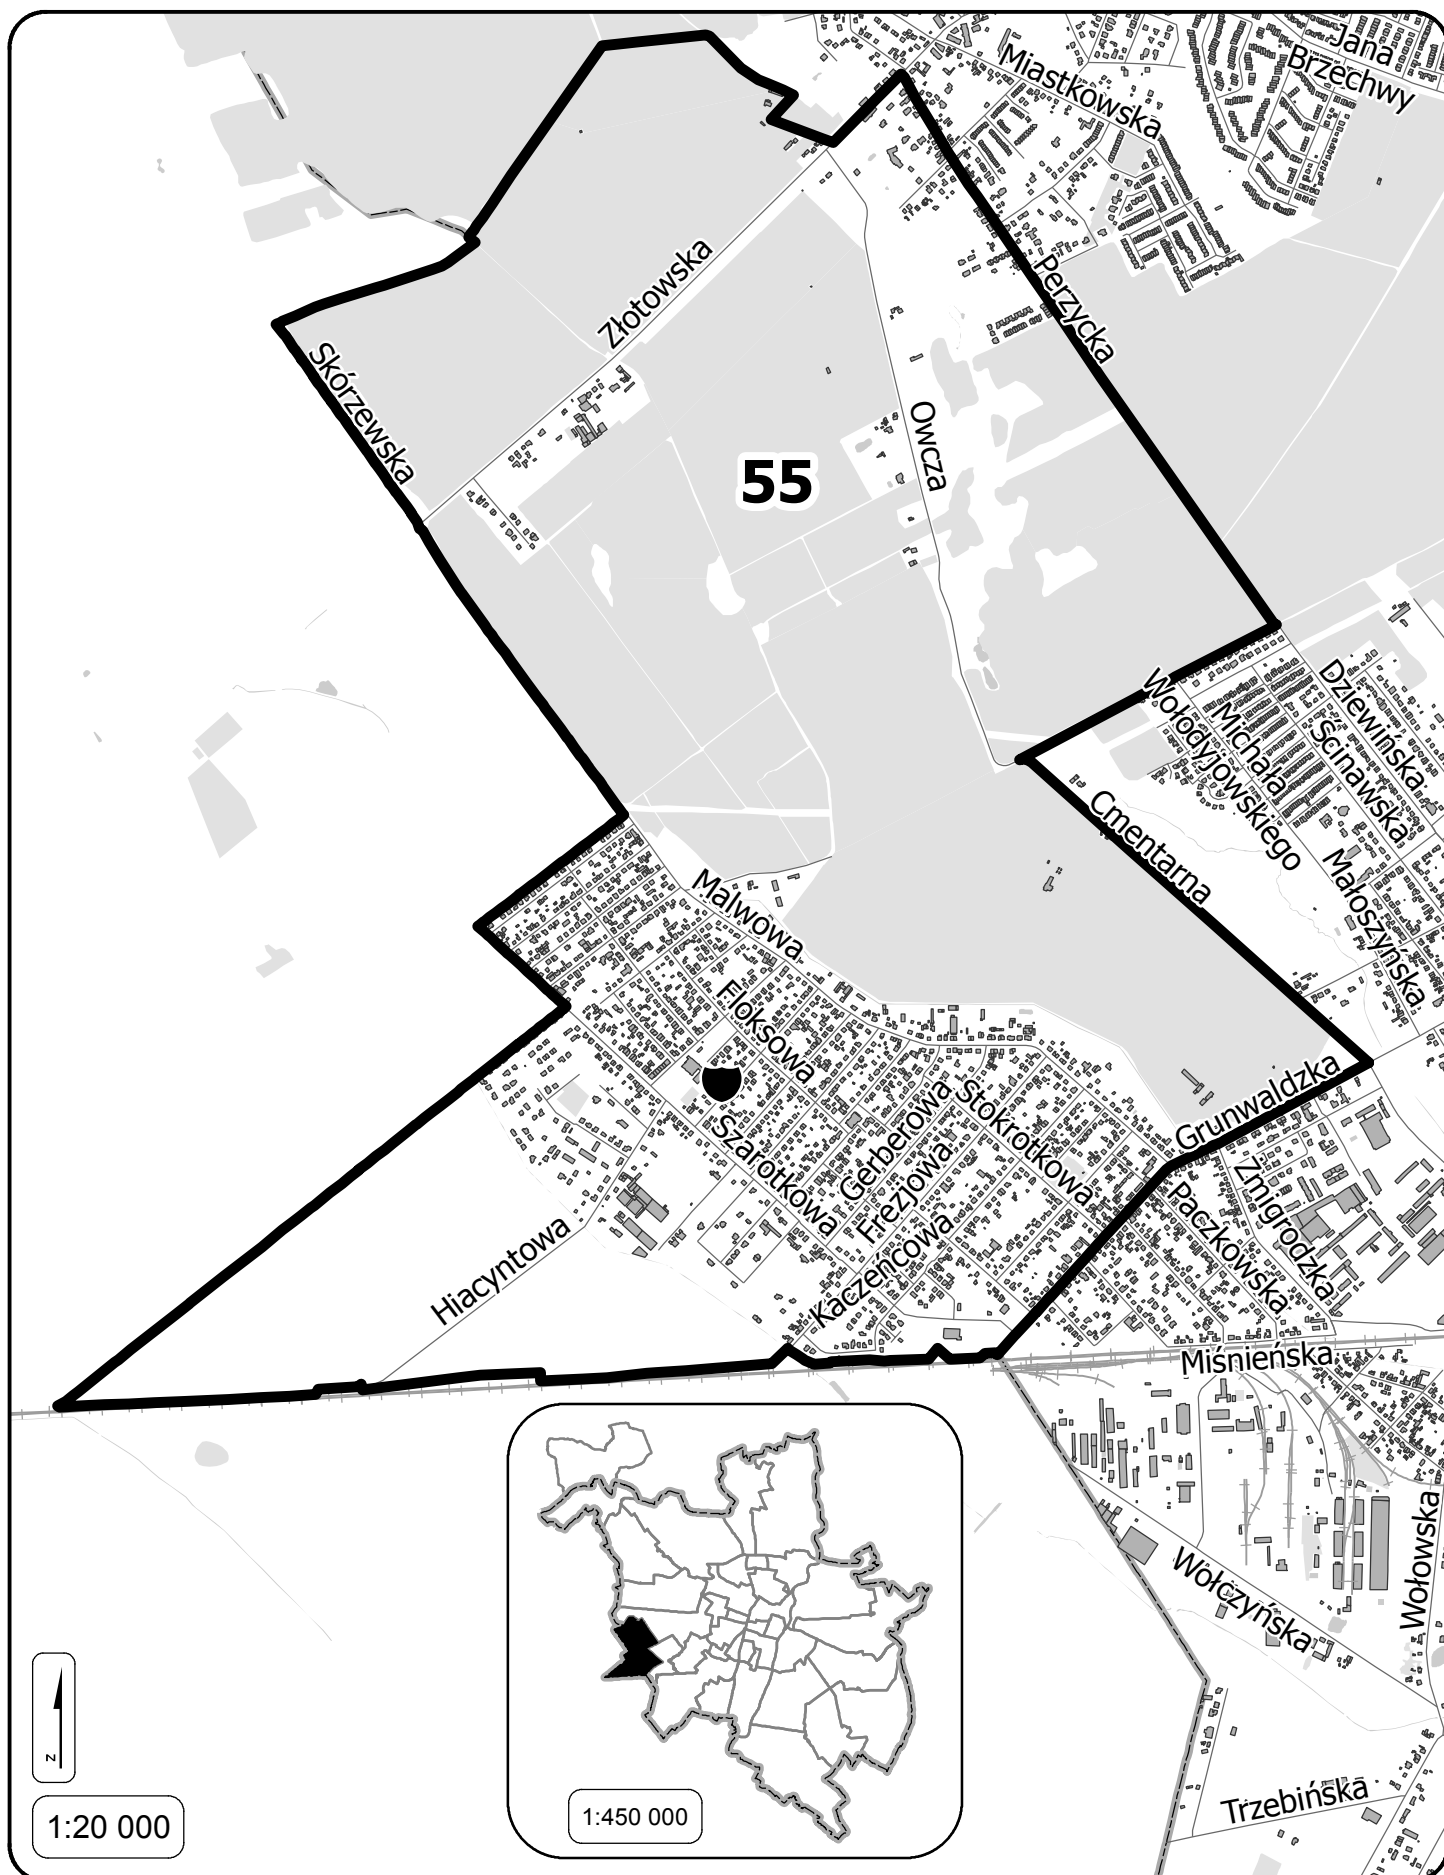 Jana
Brzechwy
Miastkowska
Złotowska
Perzycka
Skórzewska
Owcza
55
Dziewińska
Ścinawska
Michała
Wołodyjowskiego
Cmentarna
Małoszyńska
Malwowa
Floksowa
Stokrotkowa
Gerberowa
Frezjowa
Szarotkowa
Kaczeńcowa
Grunwaldzka
Żmigrodzka
Paczkowska
Hiacyntowa
Miśnieńska
Wołczyńska
Wołowska
Trzebińska
N
1:20 000
1:450 000